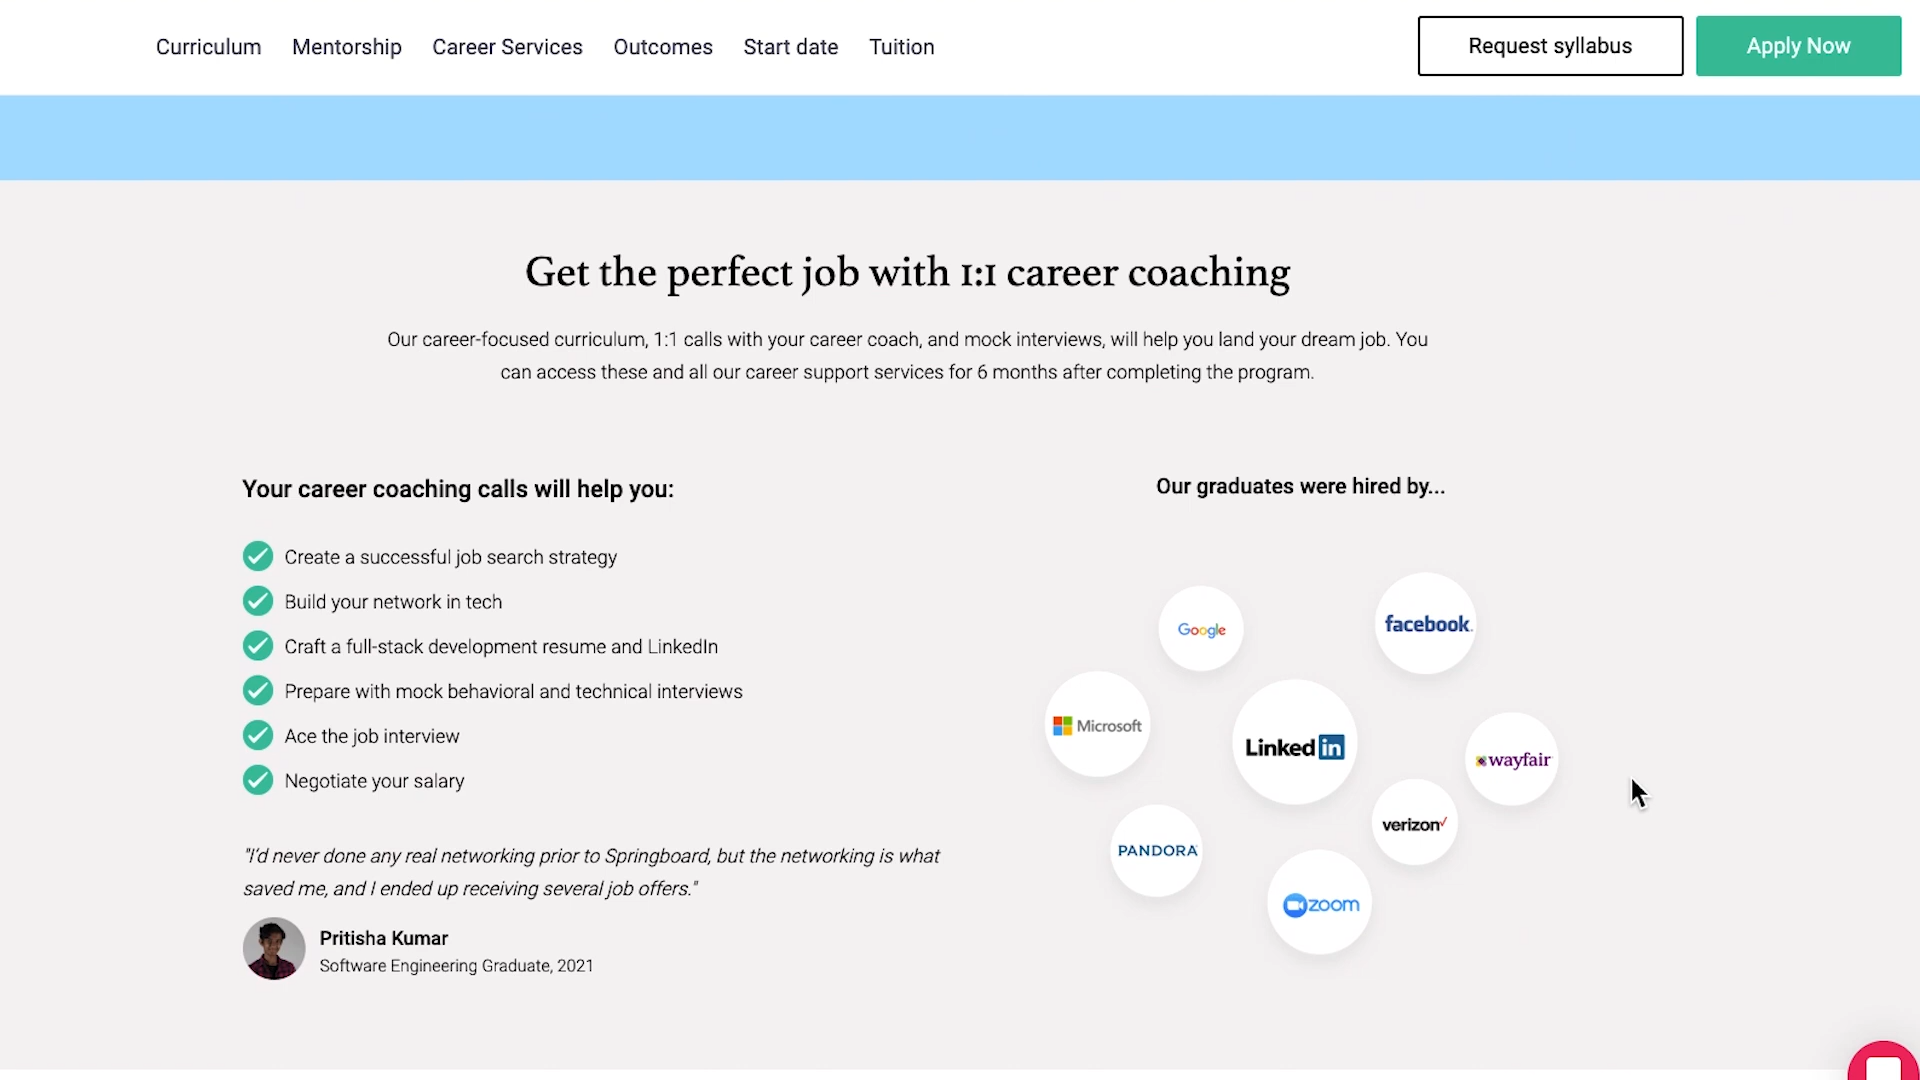 Curriculum Mentorship Career Services Outcomes Start date Tuition Request syllabus Apply Now
Get the perfect job with 1:1 career coaching
Our career-focused curriculum, 1:1 calls with your career coach, and mock interviews, will help you land your dream job. You
can access these and all our career support services for 6 months after completing the program.
Your career coaching calls will help you:
Create a successful job search strategy
Build your network in tech
Craft a full-stack development resume and LinkedIn
Prepare with mock behavioral and technical interviews
Ace the job interview
Negotiate your salary
"I'd never done any real networking prior to Springboard, but the networking is what
saved me, and I ended up receiving several job offers."
Pritisha Kumar
Software Engineering Graduate, 2021
Our graduates were hired by...
Google
facebook.
Microsoft
Linked in
wayfair
verizon
PANDORA
zoom